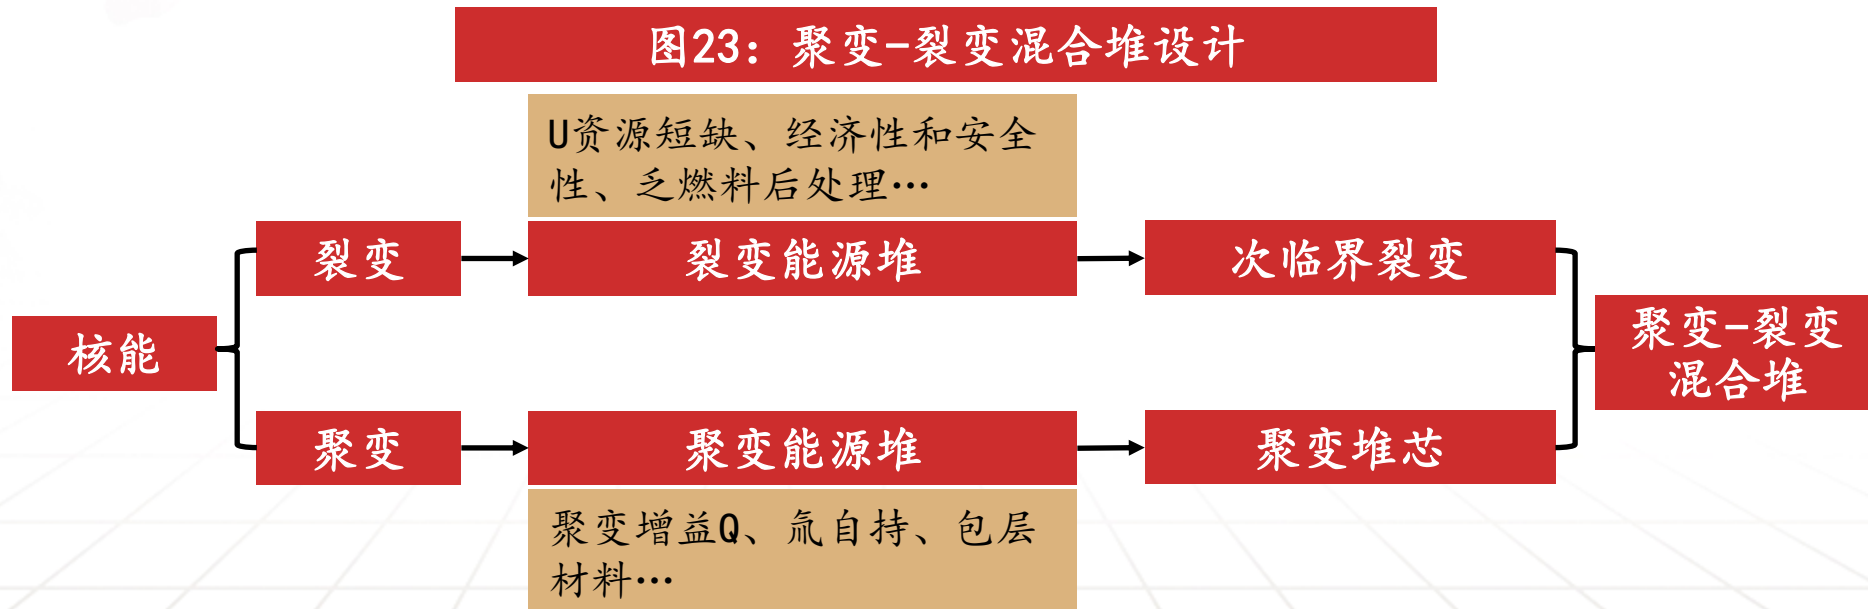 图23：聚变-裂变混合堆设计
U资源短缺、经济性和安全
性、乏燃料后处理…
裂变
裂变能源堆
次临界裂变
核能
聚变-裂变
混合堆
聚变
聚变能源堆
聚变堆芯
聚变增益Q、氚自持、包层
材料…